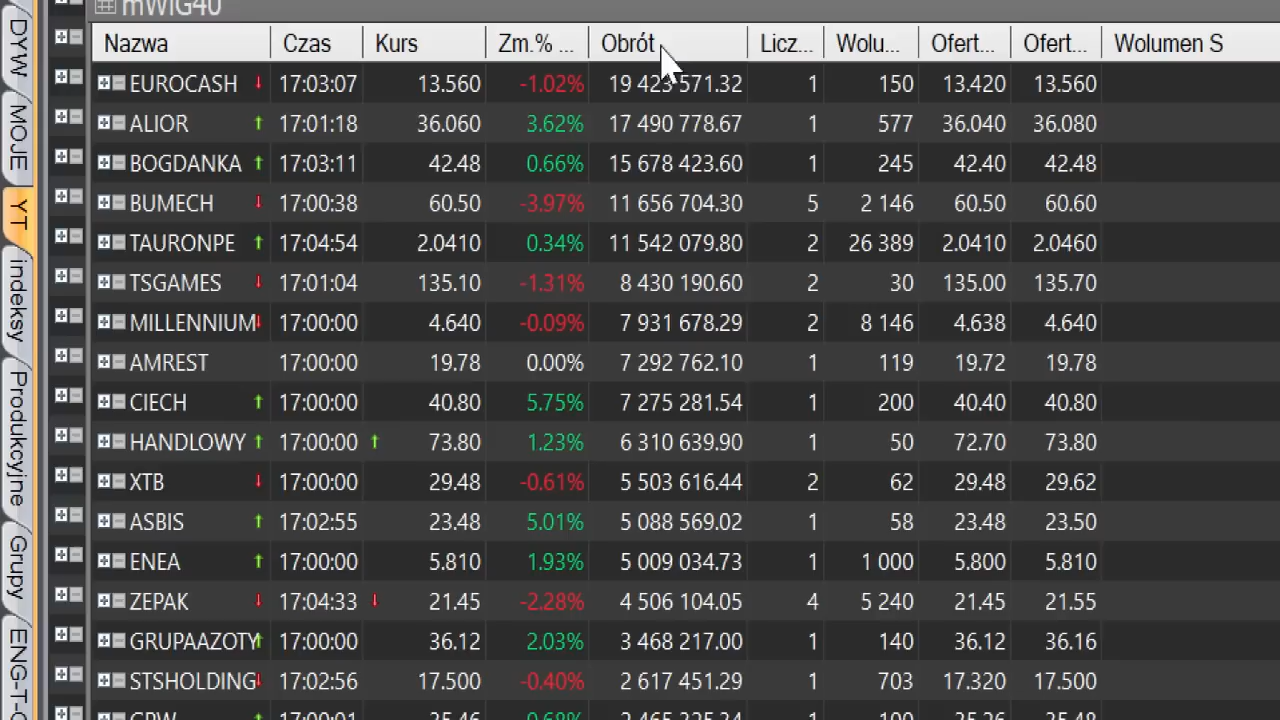 mWIG40
Nazwa Czas Kurs Zm.% ... Obrót Licz... Wolu... Ofert... Ofert... Wolumen S
EUROCASH 17:03:07 13.560 -1.02% 19 423 571.32 1 150 13.420 13.560
ALIOR 17:01:18 36.060 3.62% 17 490 778.67 1 577 36.040 36.080
BOGDANKA 17:03:11 42.48 0.66% 15 678 423.60 1 245 42.40 42.48
BUMECH 17:00:38 60.50 -3.97% 11 656 704.30 5 2 146 60.50 60.60
TAURONPE 17:04:54 2.0410 0.34% 11 542 079.80 2 26 389 2.0410 2.0460
TSGAMES 17:01:04 135.10 -1.31% 8 430 190.60 2 30 135.00 135.70
MILLENNIUM 17:00:00 4.640 -0.09% 7 931 678.29 2 8 146 4.638 4.640
AMREST 17:00:00 19.78 0.00% 7 292 762.10 1 119 19.72 19.78
CIECH 17:00:00 40.80 5.75% 7 275 281.54 1 200 40.40 40.80
HANDLOWY 17:00:00 73.80 1.23% 6 310 639.90 1 50 72.70 73.80
XTB 17:00:00 29.48 -0.61% 5 503 616.44 2 62 29.48 29.62
ASBIS 17:02:55 23.48 5.01% 5 088 569.02 1 58 23.48 23.50
ENEA 17:00:00 5.810 1.93% 5 009 034.73 1 1 000 5.800 5.810
ZEPAK 17:04:33 21.45 -2.28% 4 506 104.05 4 5 240 21.45 21.55
GRUPAAZOTY 17:00:00 36.12 2.03% 3 468 217.00 1 140 36.12 36.16
STSHOLDING 17:02:56 17.500 -0.40% 2 617 451.29 1 703 17.320 17.500
DYW
MOJE
YT
indeksy
Produkcyjne
Grupy
ENG-T-